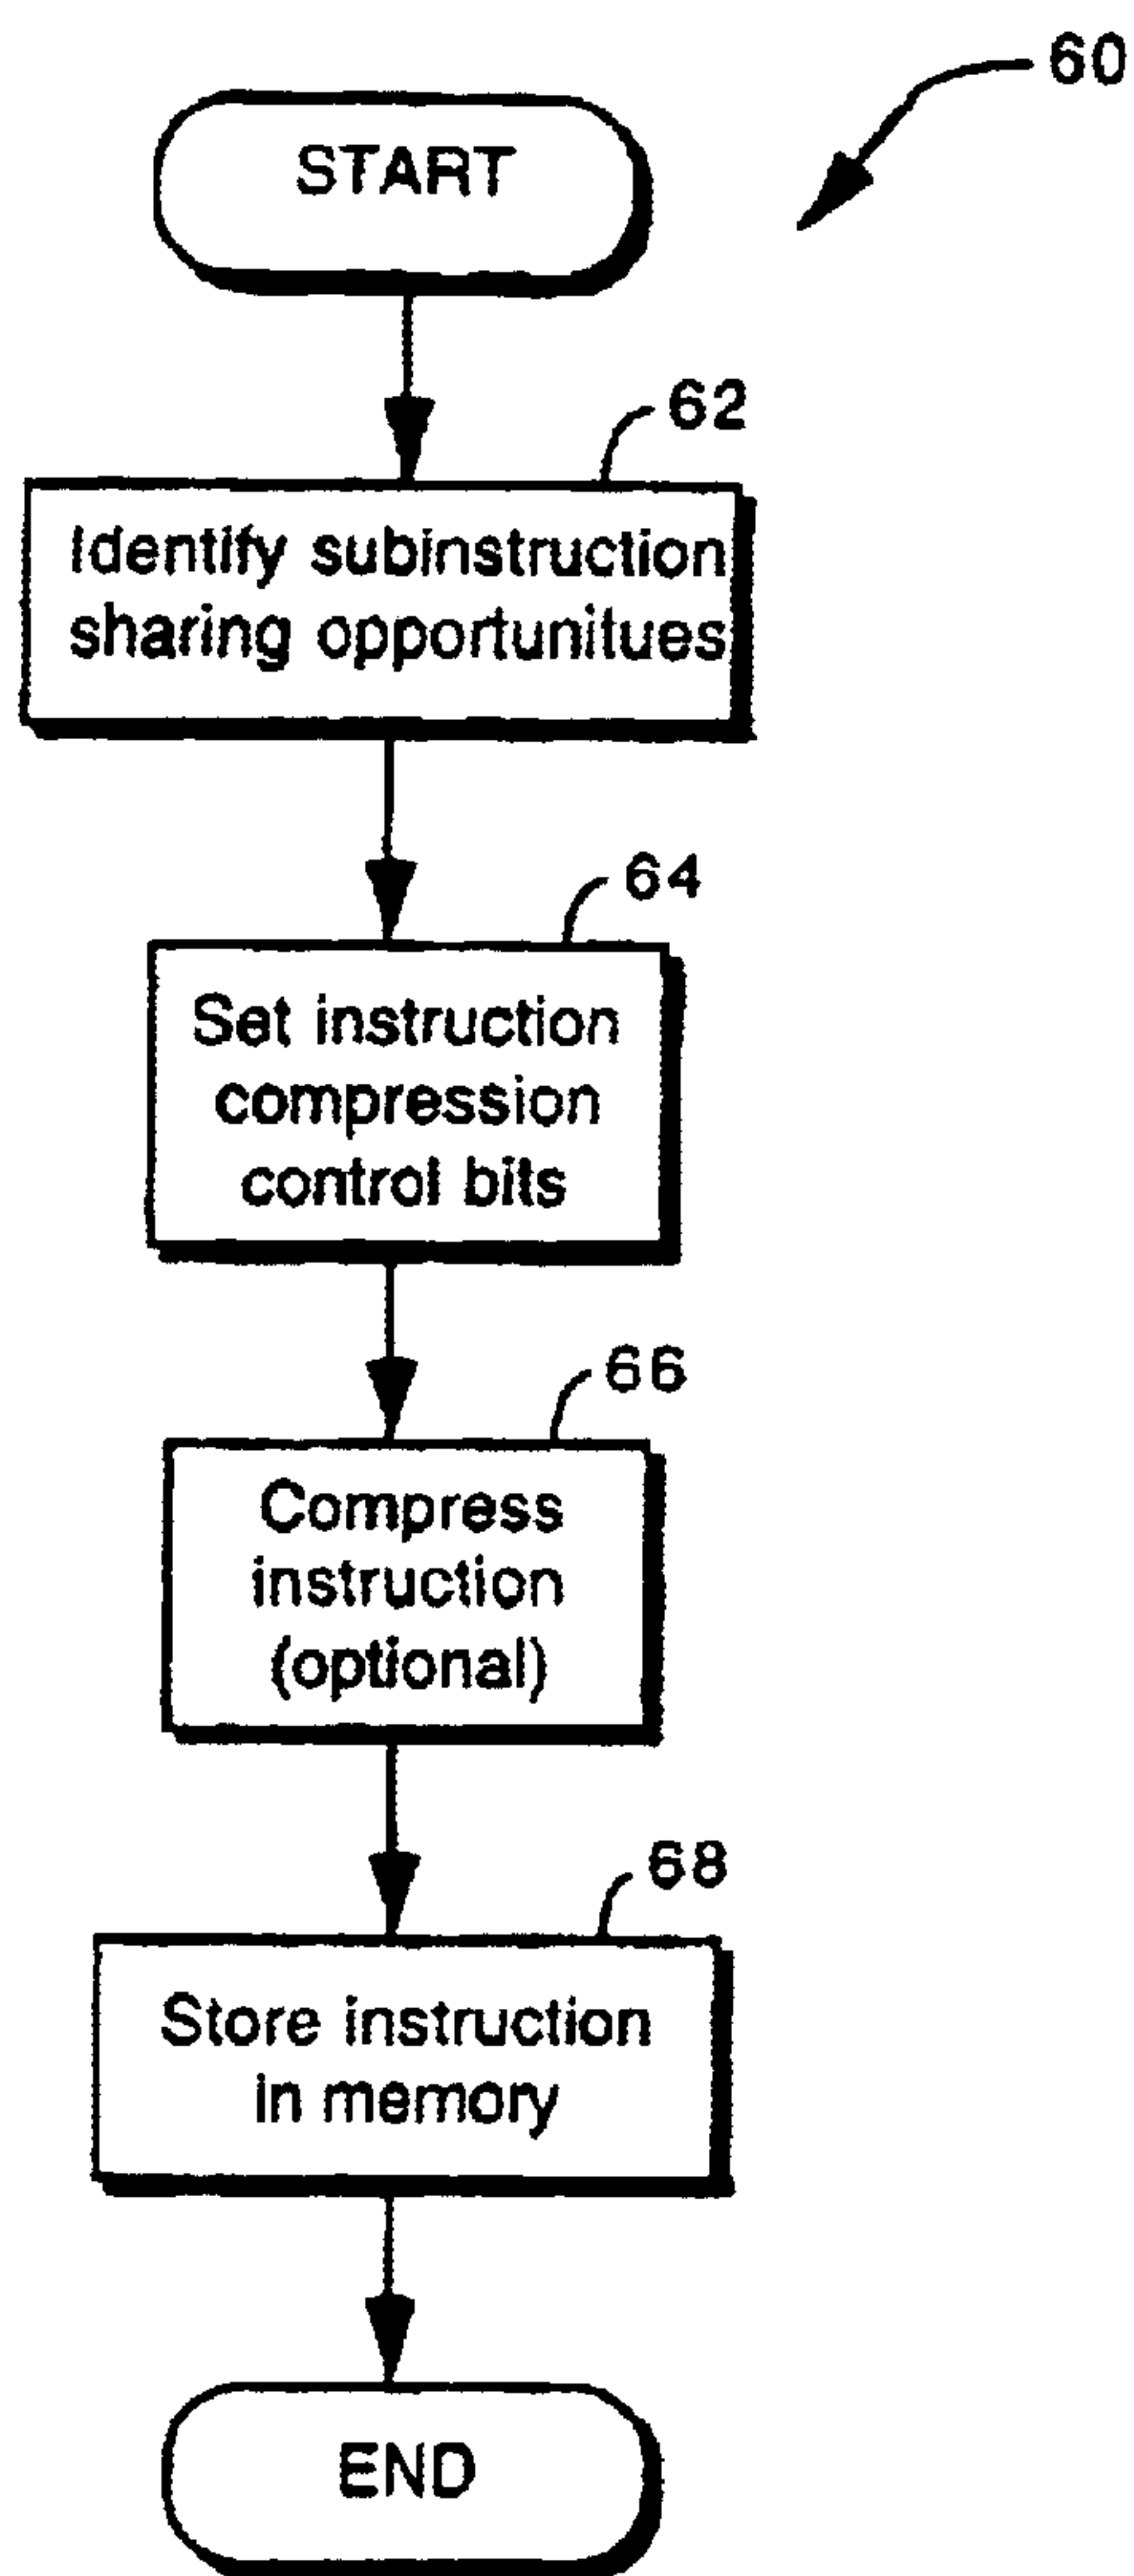 60
START
62
Identify subinstruction
sharing opportunitues
64
Set instruction
compression
control bits
66
Compress
instruction
(optional)
68
Store instruction
in memory
END